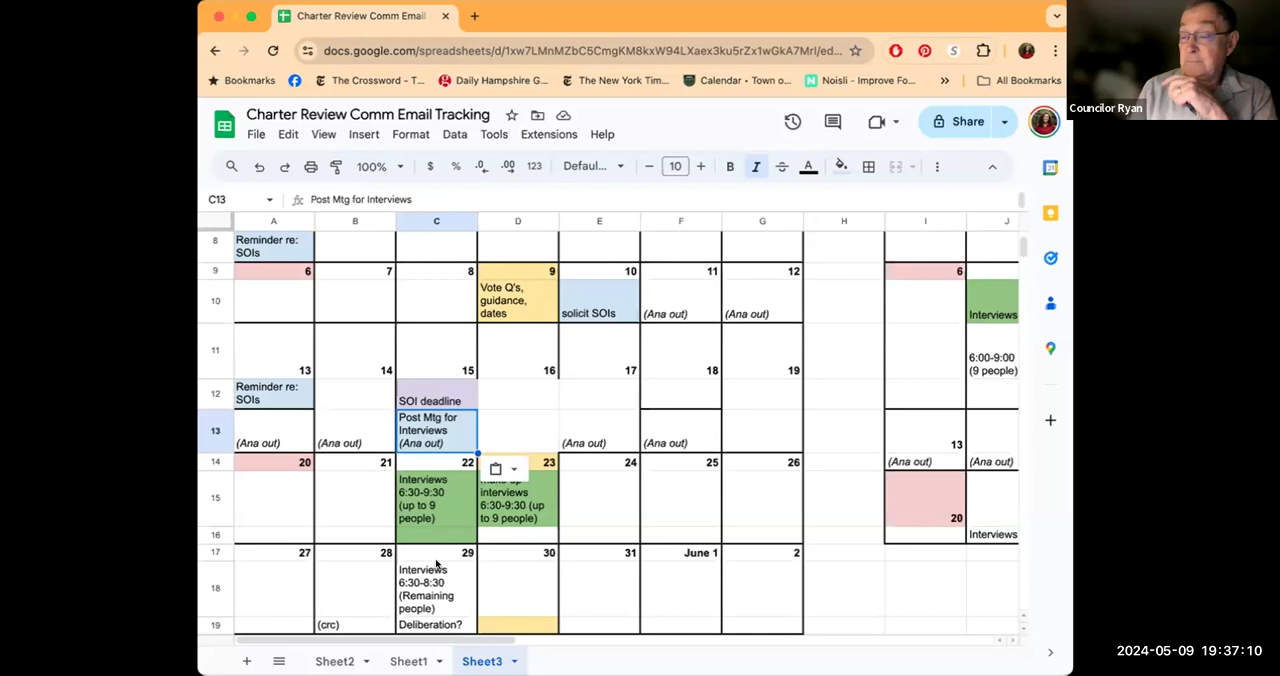 Charter Review Comm Email
docs.google.com/spreadsheets/d/1xw7LMnMZbC5CmgKM8kxW94LXaex3ku5rZx1wGkA7MrI/ed...
Bookmarks
The Crossword - T...
Daily Hampshire G...
The New York Tim...
Calendar • Town o...
Noisli - Improve Fo...
All Bookmarks
Councilor Ryan
Charter Review Comm Email Tracking
File Edit View Insert Format Data Tools Extensions Help
Share
100% $ % .0 .00 123 Defaul... 10 B I A
C13 fx Post Mtg for Interviews
A B C D E F G H I J
8 Reminder re:
SOIs
9 6 7 8 9 10 11 12 6
10 Vote Q's,
guidance,
dates
solicit SOIs
(Ana out)
(Ana out)
Interviews
11 13 14 15 16 17 18 19
6:00-9:00
(9 people)
12 Reminder re:
SOIs
SOI deadline
13 (Ana out) (Ana out)
Post Mtg for
Interviews
(Ana out)
(Ana out) (Ana out)
13
14 20 21 22 23 24 25 26 (Ana out) (Ana out)
15 Interviews
6:30-9:30
(up to 9
people)
interviews
6:30-9:30 (up
to 9 people)
20
16 Interviews
17 27 28 29 30 31 June 1 2
18 Interviews
6:30-8:30
(Remaining
people)
19 (crc) Deliberation?
Sheet2 Sheet1 Sheet3
2024-05-09 19:37:10